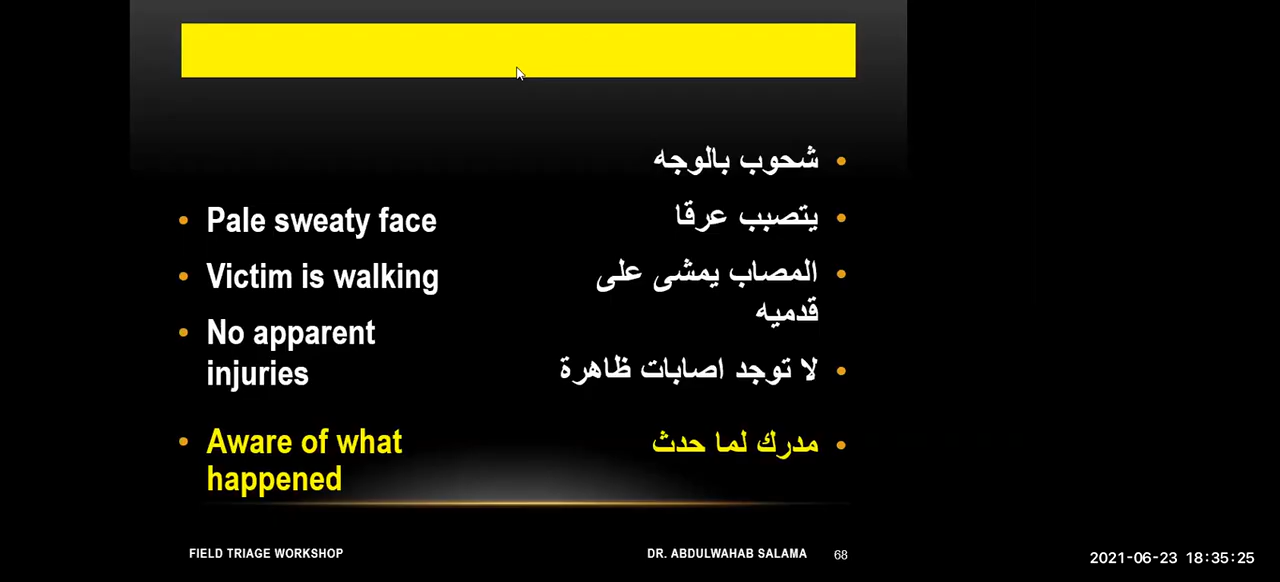 شحوب بالوجه
يتصبب عرقا
المصاب يمشى على
قدميه
لا توجد اصابات ظاهرة
مدرك لما حدث
Pale sweaty face
Victim is walking
No apparent
injuries
Aware of what
happened
FIELD TRIAGE WORKSHOP
DR. ABDULWAHAB SALAMA
68
2021-06-23 18:35:25